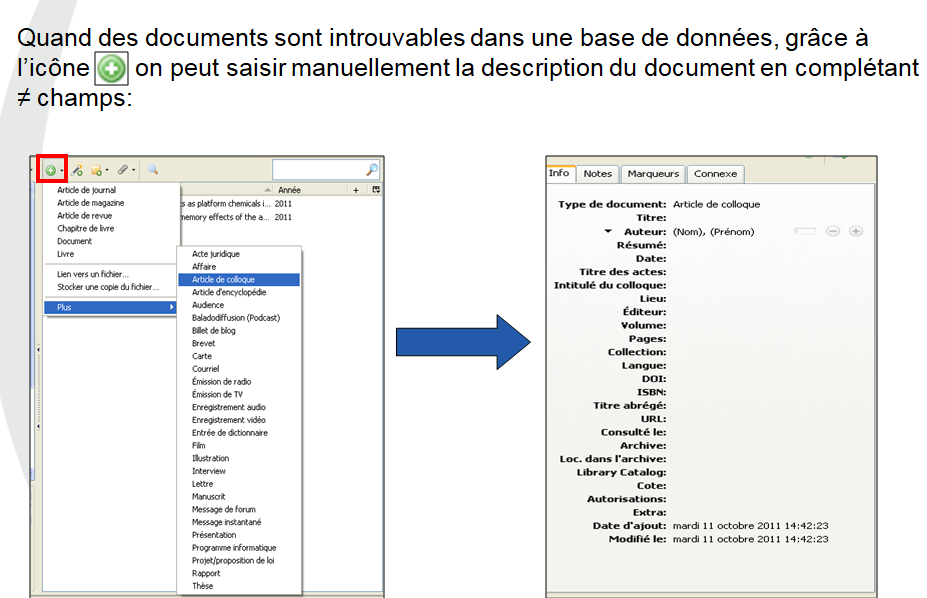 Quand des documents sont introuvables dans une base de données, grâce à
l'icône on peut saisir manuellement la description du document en complétant
≠ champs:
Année
Article de journal
Article de magazine
Article de revue
Chapitre de livre
Document
Livre
Lien vers un fichier...
Stocker une copie du fichier...
Plus
s as platform chemicals i... 2011
memory effects of the a... 2011
Acte juridique
Affaire
Article de colloque
Article d'encyclopédie
Audience
Baladodiffusion (Podcast)
Billet de blog
Brevet
Carte
Courriel
Émission de radio
Émission de TV
Enregistrement audio
Enregistrement vidéo
Entrée de dictionnaire
Film
Illustration
Interview
Lettre
Manuscrit
Message de forum
Message instantané
Présentation
Programme informatique
Projet/proposition de loi
Rapport
Thèse
Info Notes Marqueurs Connexe
Type de document: Article de colloque
Titre:
Auteur: (Nom), (Prénom)
Résumé:
Date:
Titre des actes:
Intitulé du colloque:
Lieu:
Éditeur:
Volume:
Pages:
Collection:
Langue:
DOI:
ISBN:
Titre abrégé:
URL:
Consulté le:
Archive:
Loc. dans l'archive:
Library Catalog:
Cote:
Autorisations:
Extra:
Date d'ajout: mardi 11 octobre 2011 14:42:23
Modifié le: mardi 11 octobre 2011 14:42:23